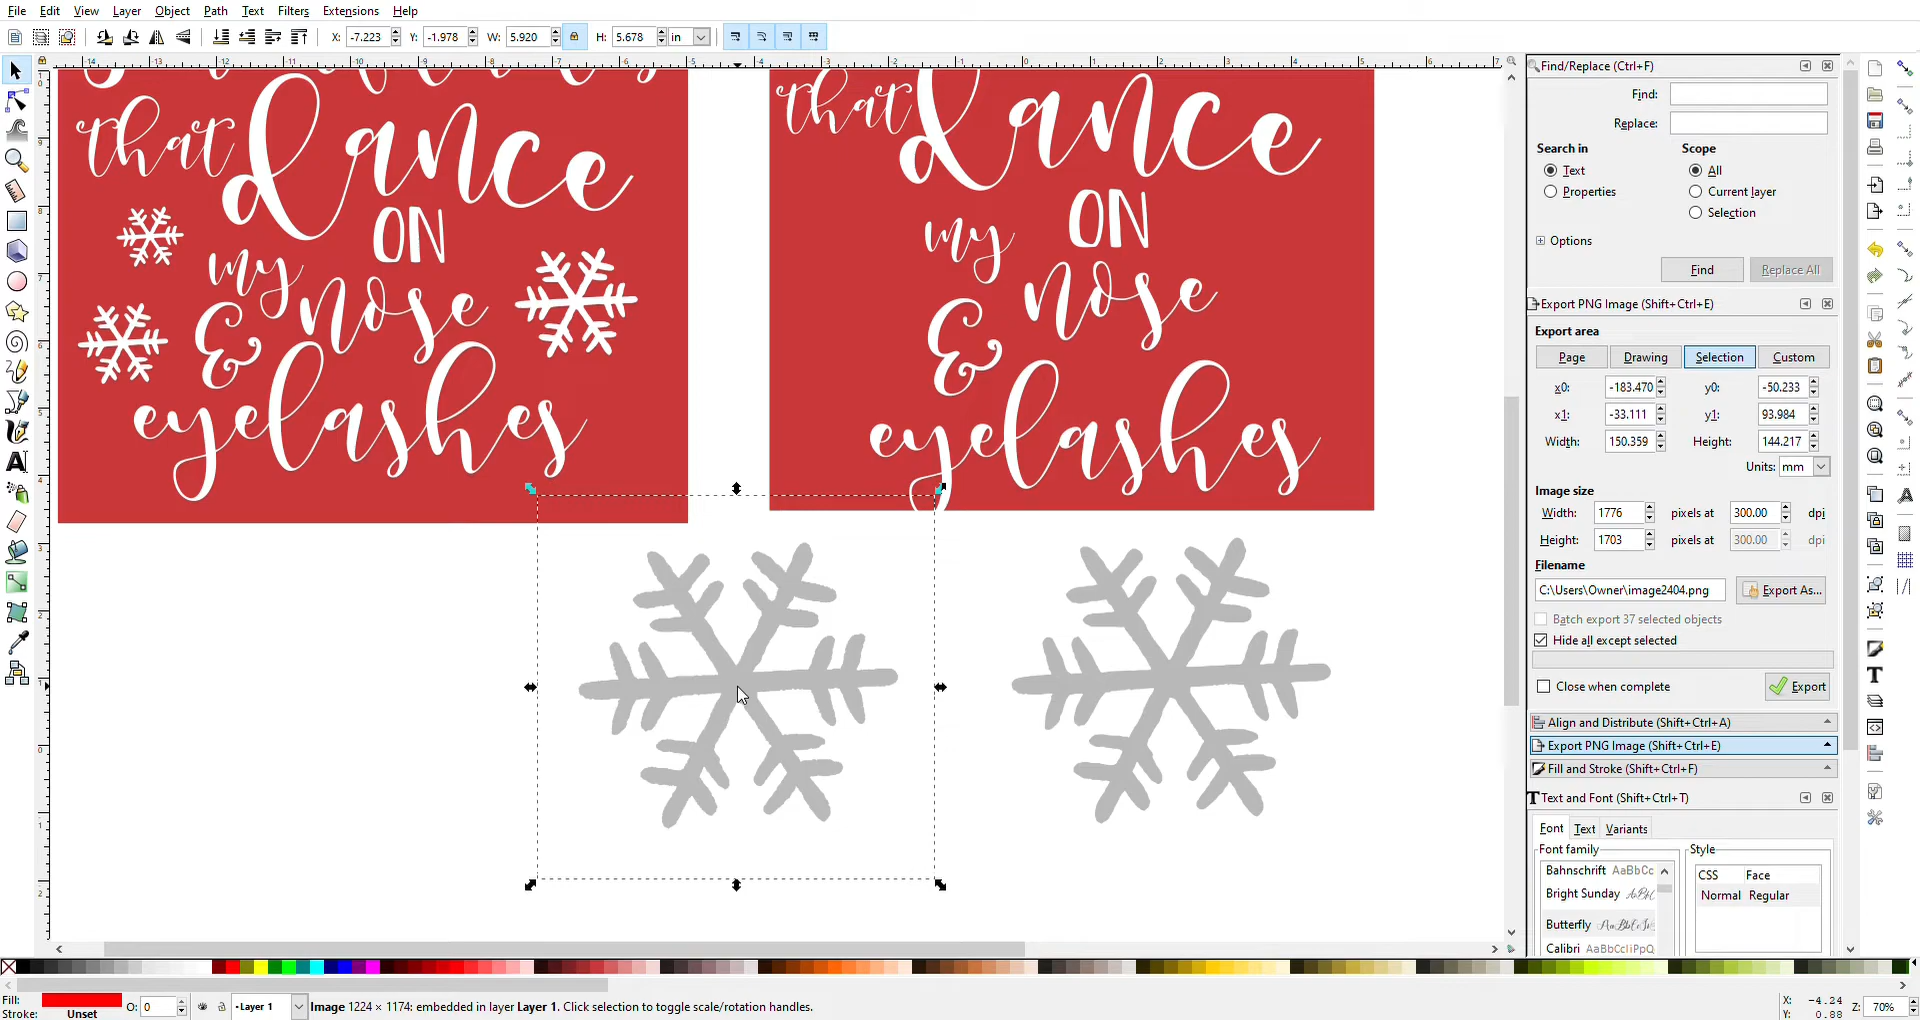 File Edit View Layer Object Path Text Filters Extensions Help
X: -7.223 Y: -1.978 W: 5.920 H: 5.678 in
that dance
ON
my nose
&
eyelashes
that dance
ON
my
nose
&
eyelashes
Find/Replace (Ctrl+F)
Find:
Replace:
Search in Scope
Text All
Properties Current layer
Selection
Options
Find Replace All
Export PNG Image (Shift+Ctrl+E)
Export area
Page Drawing Selection Custom
x0: -183.470 y0: -50.233
x1: -33.111 y1: 93.984
Width: 150.359 Height: 144.217
Units: mm
Image size
Width: 1776 pixels at 300.00 dpi
Height: 1703 pixels at 300.00 dpi
Filename
C:\Users\Owner\image2404.png Export As...
Batch export 37 selected objects
Hide all except selected
Close when complete Export
Align and Distribute (Shift+Ctrl+A)
Export PNG Image (Shift+Ctrl+E)
Fill and Stroke (Shift+Ctrl+F)
Text and Font (Shift+Ctrl+T)
Font Text Variants
Font family Style
Bahnschrift AaBbCc CSS Face
Bright Sunday Normal Regular
Butterfly
Calibri AaBbCcIiPpQ
Fill:
Stroke: Unset O: 0 Layer 1 Image 1224 × 1174: embedded in layer Layer 1. Click selection to toggle scale/rotation handles.
X: -4.24
Y: 0.88 Z: 70%